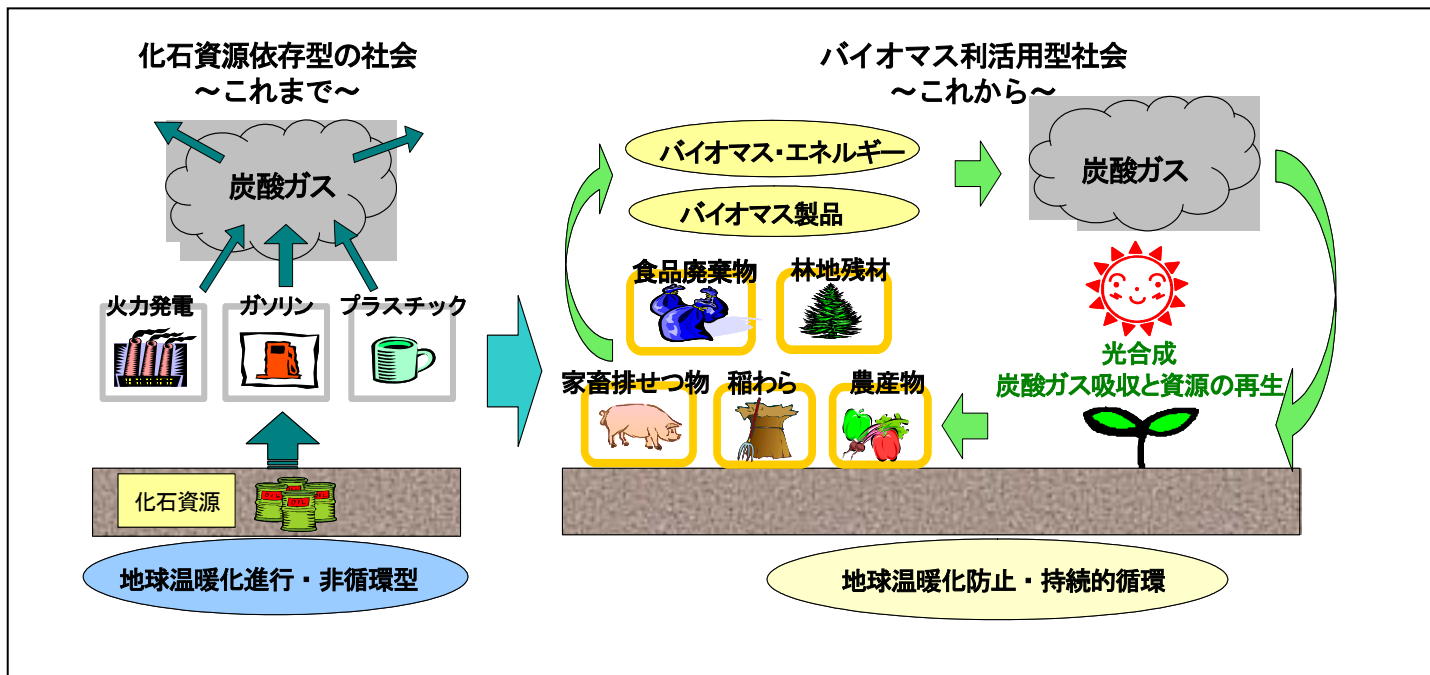 化石資源依存型の社会
～これまで～
炭酸ガス
火力発電
ガソリン
プラスチック
化石資源
地球温暖化進行・非循環型
バイオマス利活用型社会
～これから～
バイオマス・エネルギー
バイオマス製品
炭酸ガス
食品廃棄物
林地残材
家畜排せつ物
稲わら
農産物
光合成
炭酸ガス吸収と資源の再生
地球温暖化防止・持続的循環